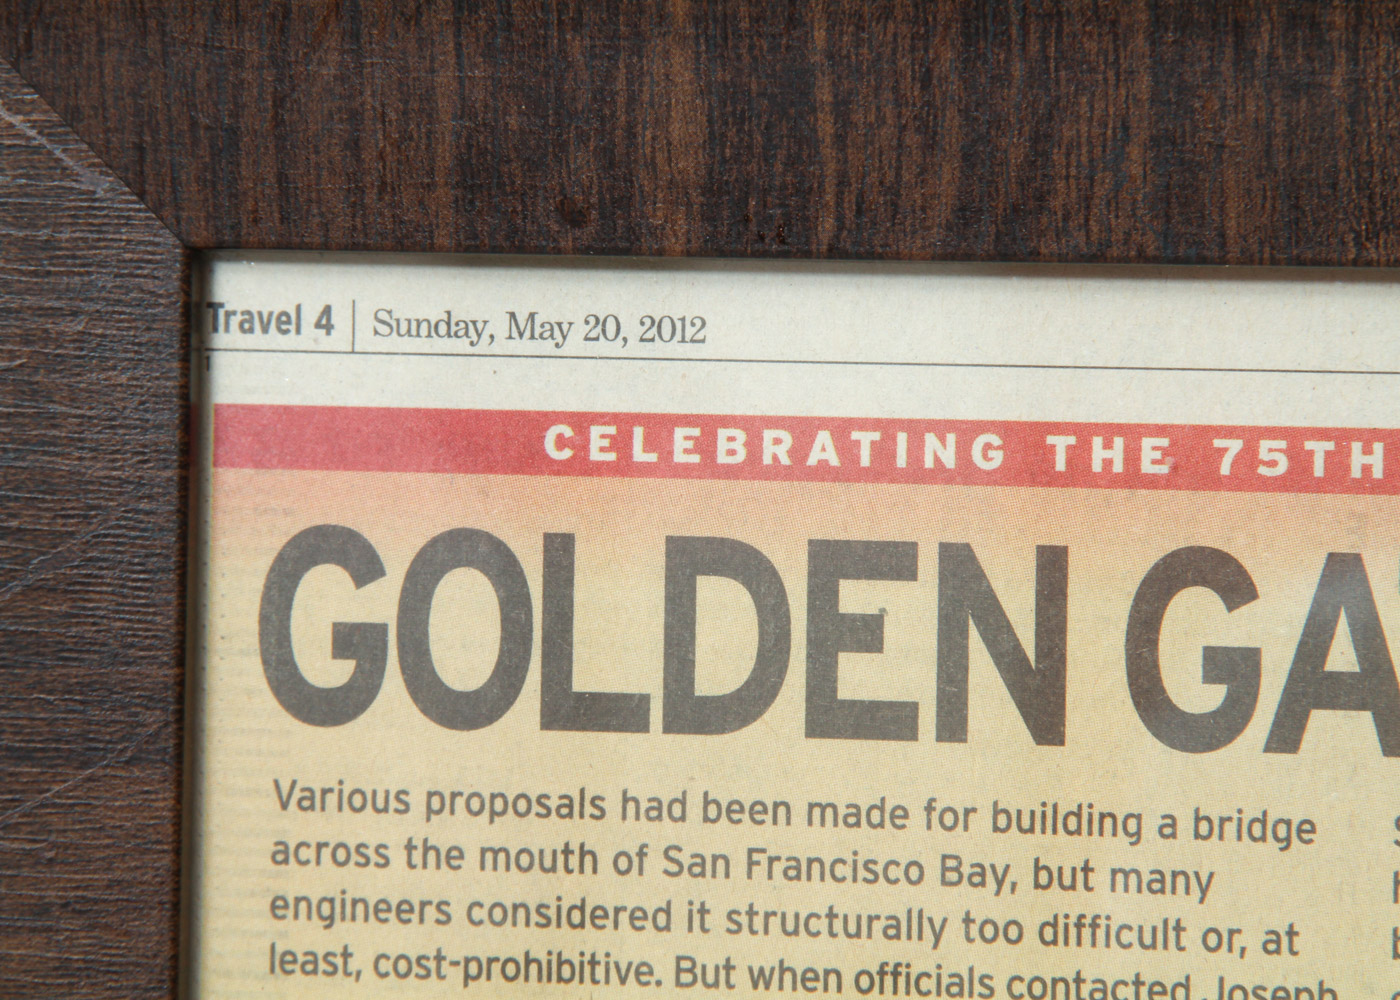 Travel 4 | Sunday, May 20, 2012
CELEBRATING THE 75TH
GOLDEN GA
Various proposals had been made for building a bridge
across the mouth of San Francisco Bay, but many
engineers considered it structurally too difficult or, at
least, cost-prohibitive. But when officials contacted Joseph